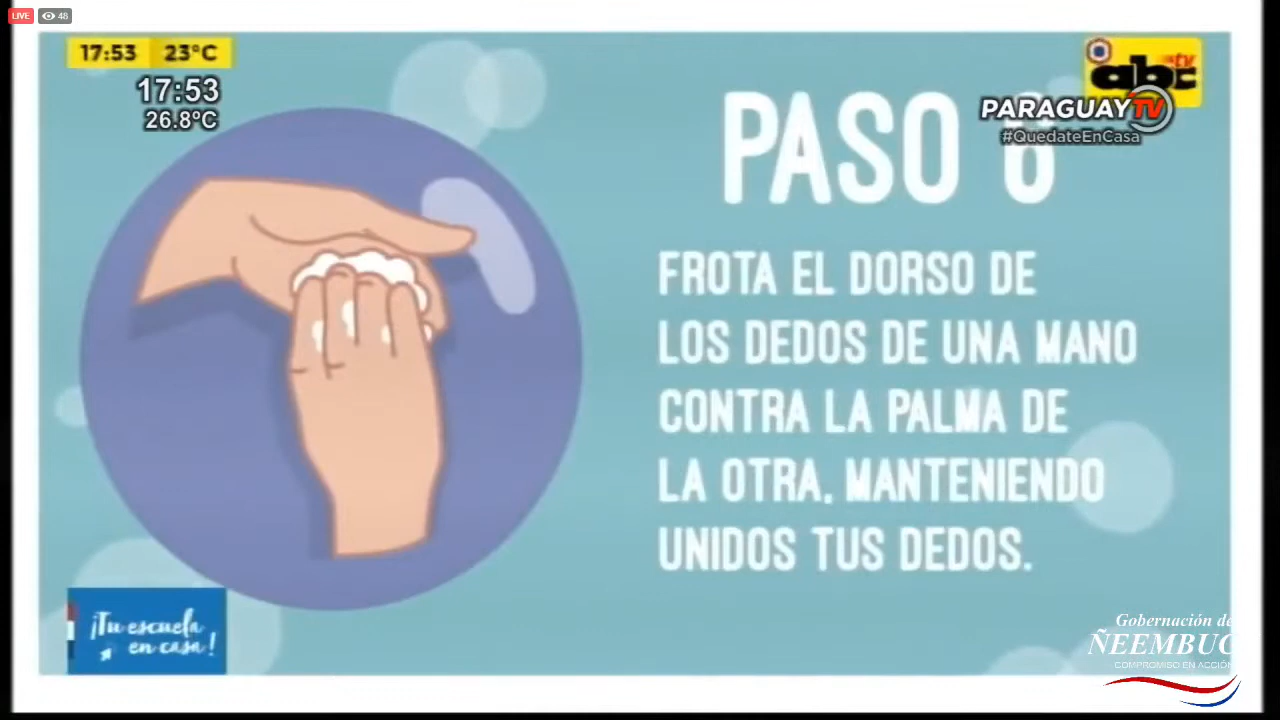 LIVE 48
17:53 23°C
17:53
26.8°C
abc tv
PARAGUAY TV
#QuedateEnCasa
PASO 6
FROTA EL DORSO DE
LOS DEDOS DE UNA MANO
CONTRA LA PALMA DE
LA OTRA, MANTENIENDO
UNIDOS TUS DEDOS.
¡Tu escuela
en casa!
Gobernación de
ÑEEMBUC
COMPROMISO EN ACCIÓN